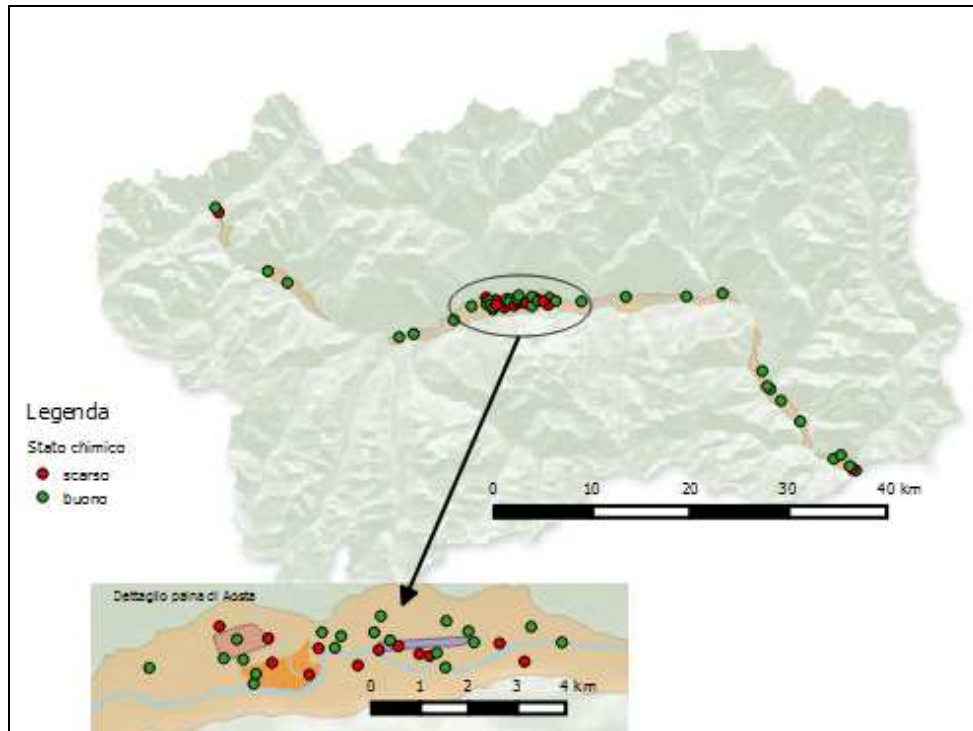 Legenda
Stato chimico
scarso
buono
0 10 20 30 40 km
Dettaglio paina di Aosta
0 1 2 3 4 km